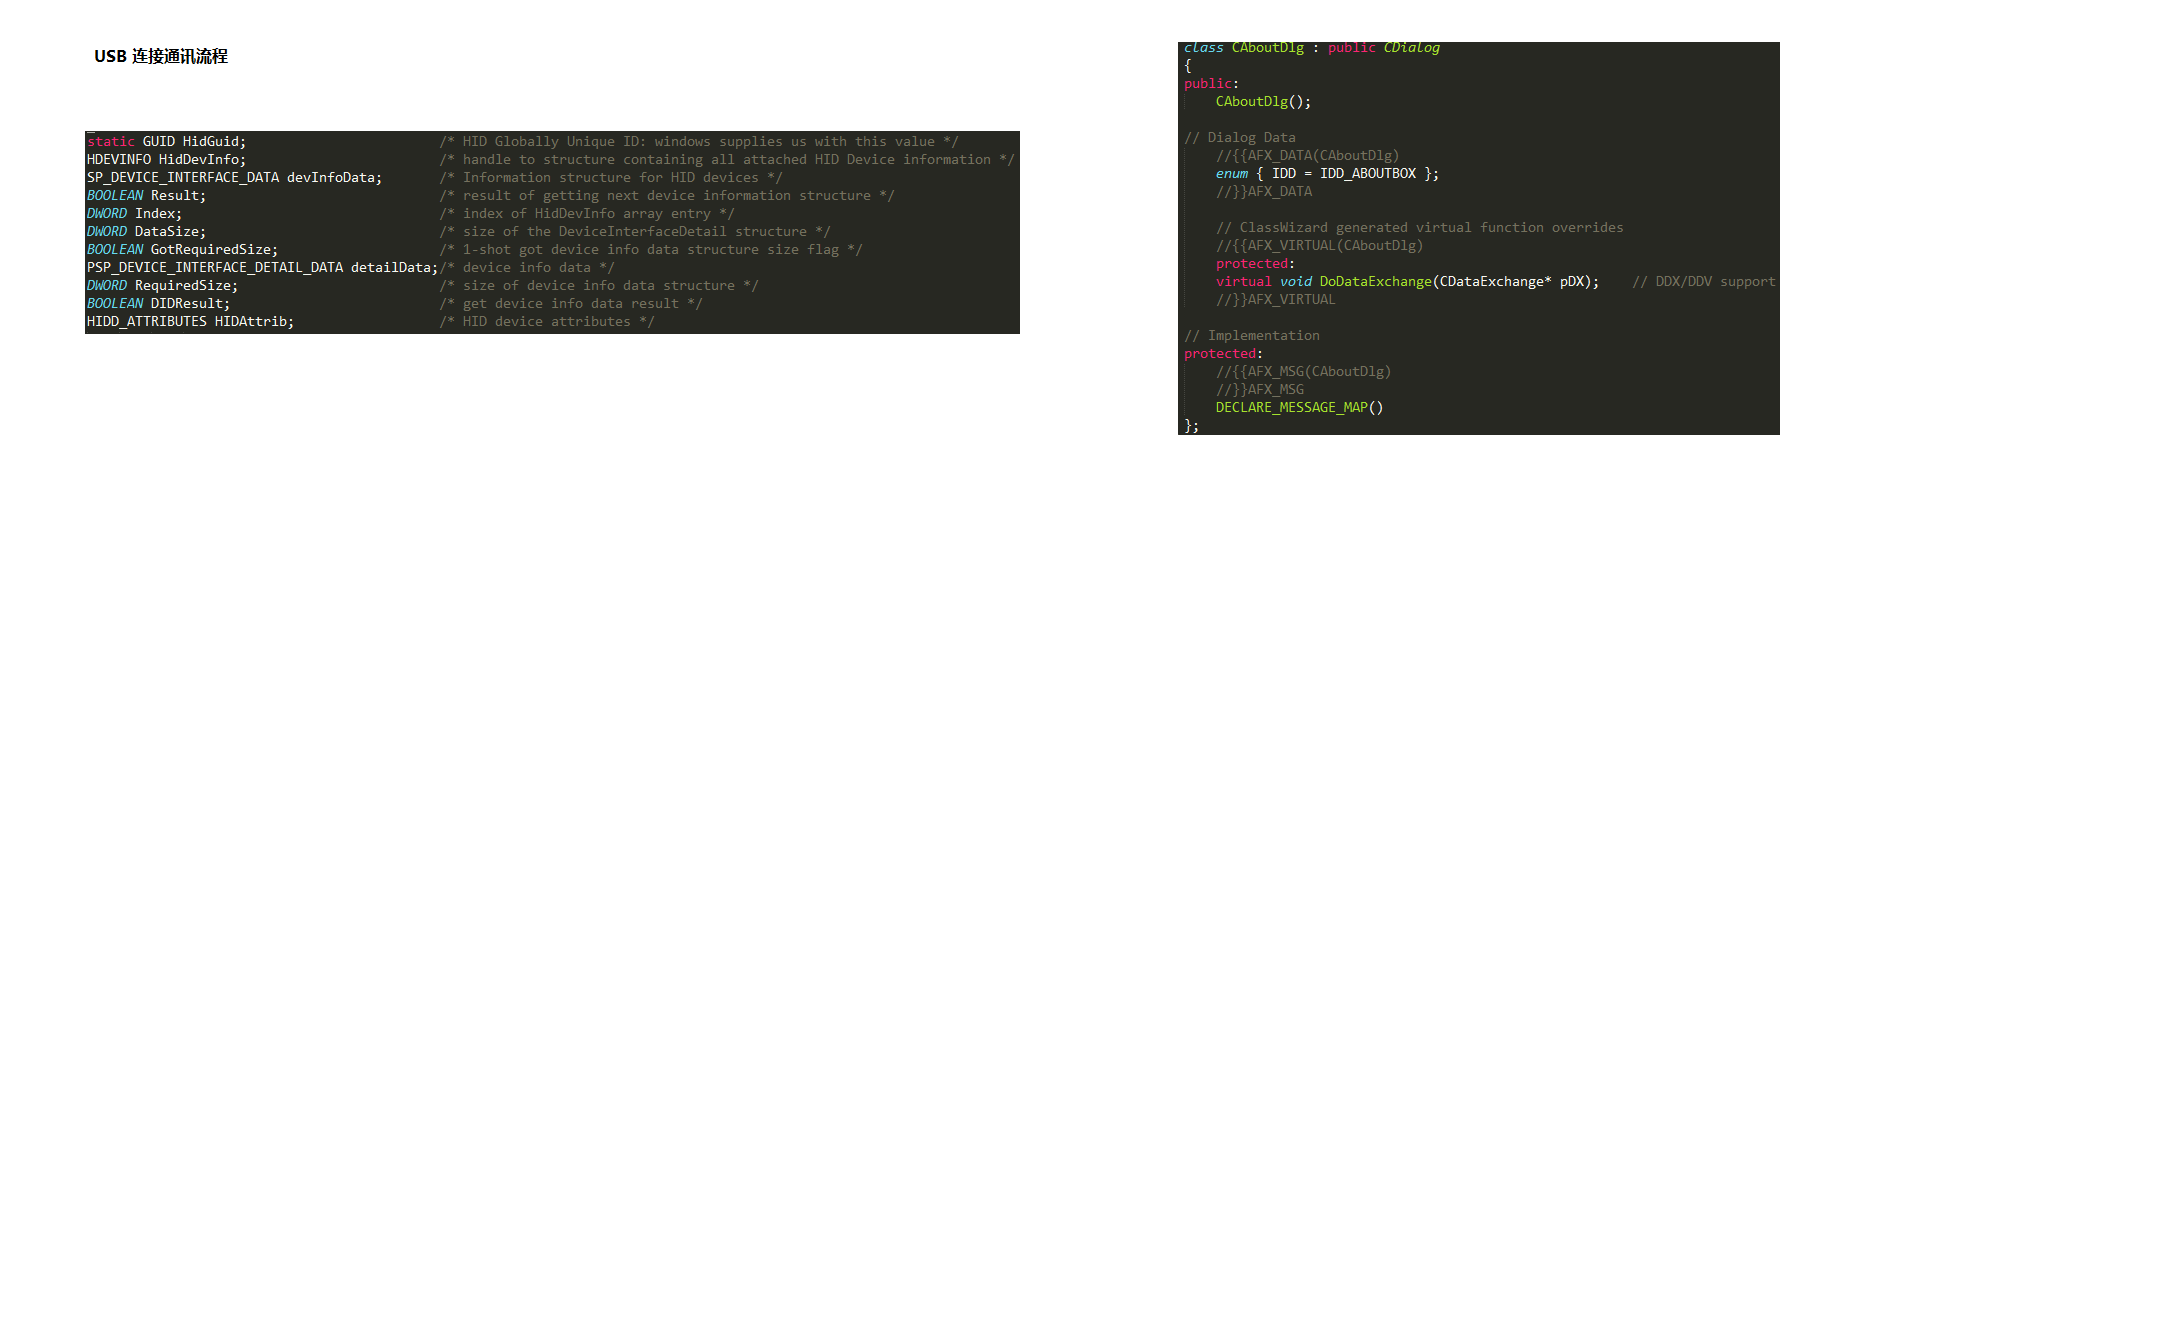 USB 连接通讯流程
static GUID HidGuid; /* HID Globally Unique ID: windows supplies us with this value */
HDEVINFO HidDevInfo; /* handle to structure containing all attached HID Device information */
SP_DEVICE_INTERFACE_DATA devInfoData; /* Information structure for HID devices */
BOOLEAN Result; /* result of getting next device information structure */
DWORD Index; /* index of HidDevInfo array entry */
DWORD DataSize; /* size of the DeviceInterfaceDetail structure */
BOOLEAN GotRequiredSize; /* 1-shot got device info data structure size flag */
PSP_DEVICE_INTERFACE_DETAIL_DATA detailData;/* device info data */
DWORD RequiredSize; /* size of device info data structure */
BOOLEAN DIDResult; /* get device info data result */
HIDD_ATTRIBUTES HIDAttrib; /* HID device attributes */
class CAboutDlg : public CDialog
{
public:
CAboutDlg();
// Dialog Data
//{{AFX_DATA(CAboutDlg)
enum { IDD = IDD_ABOUTBOX };
//}}AFX_DATA
// ClassWizard generated virtual function overrides
//{{AFX_VIRTUAL(CAboutDlg)
protected:
virtual void DoDataExchange(CDataExchange* pDX); // DDX/DDV support
//}}AFX_VIRTUAL
// Implementation
protected:
//{{AFX_MSG(CAboutDlg)
//}}AFX_MSG
DECLARE_MESSAGE_MAP()
};